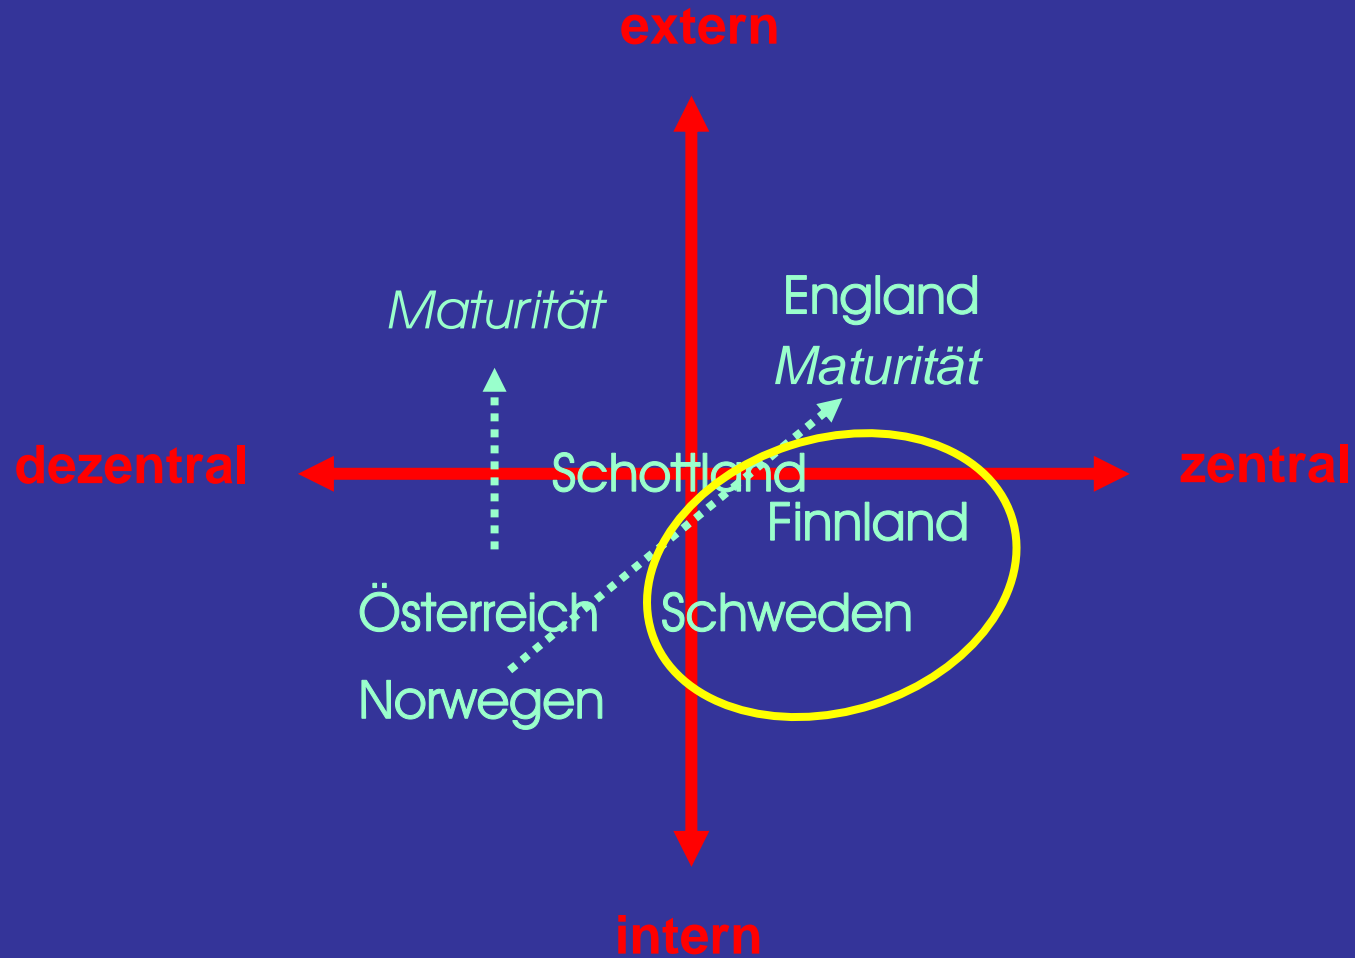 extern
England
Maturität
Maturität
dezentral
Schottland
zentral
Finnland
Österreich
Schweden
Norwegen
intern